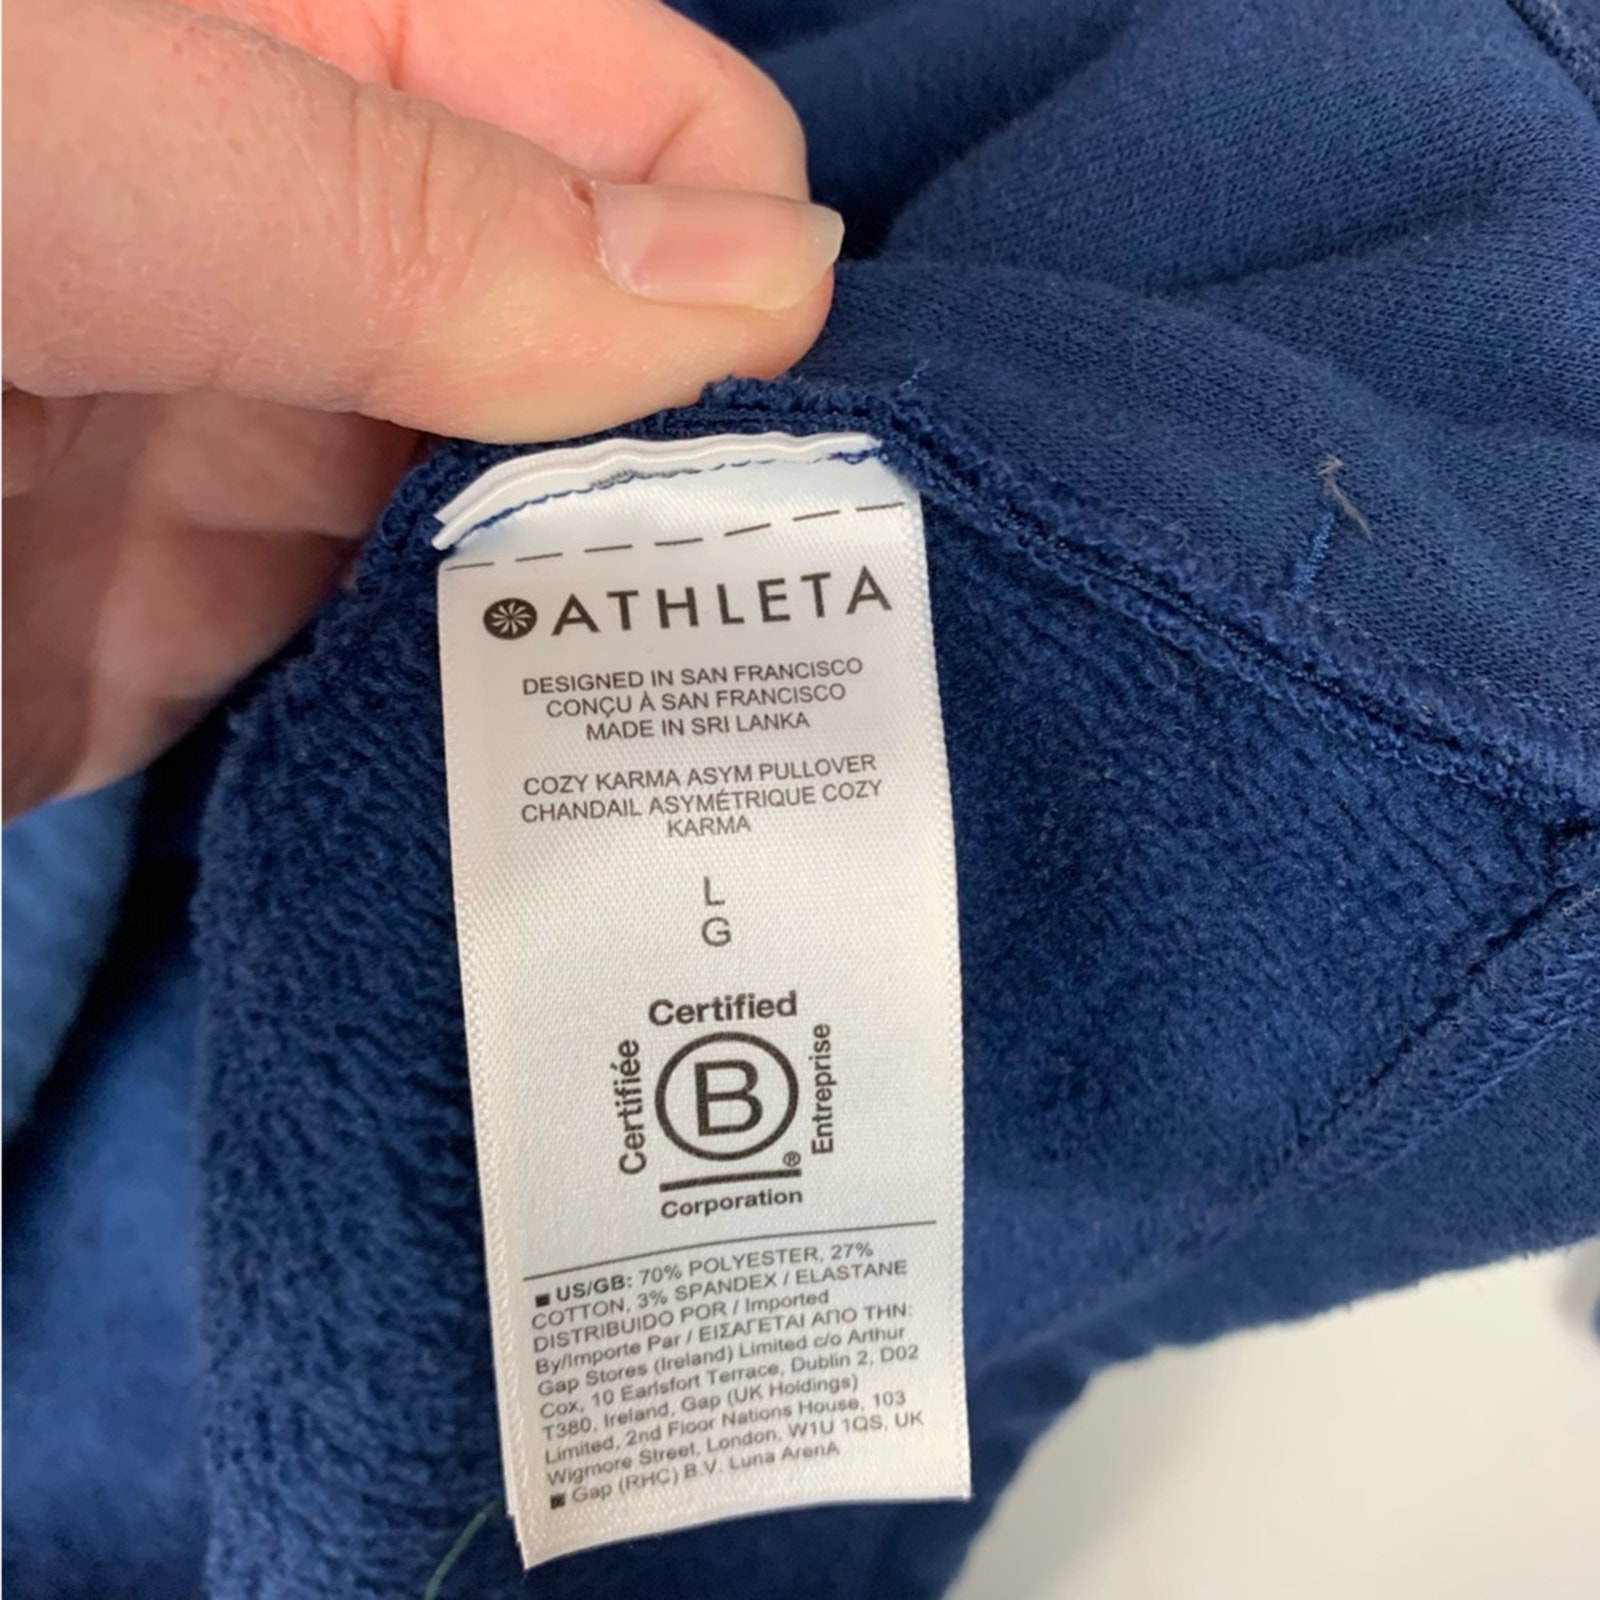 ATHLETA
DESIGNED IN SAN FRANCISCO
CONÇU À SAN FRANCISCO
MADE IN SRI LANKA
COZY KARMA ASYM PULLOVER
CHANDAIL ASYMÉTRIQUE COZY
KARMA
L
G
Certified
Certifiée
B
Entreprise
®
Corporation
■ US/GB: 70% POLYESTER, 27%
COTTON, 3% SPANDEX / ELASTANE
DISTRIBUIDO POR / Imported
By/Importe Par / ΕΙΣΑΓΕΤΑΙ ΑΠΟ ΤΗΝ:
Gap Stores (Ireland) Limited c/o Arthur
Cox, 10 Earlsfort Terrace, Dublin 2, D02
T380, Ireland, Gap (UK Holdings)
Limited, 2nd Floor Nations House, 103
Wigmore Street, London, W1U 1QS, UK
■ Gap (RHC) B.V. Luna ArenA